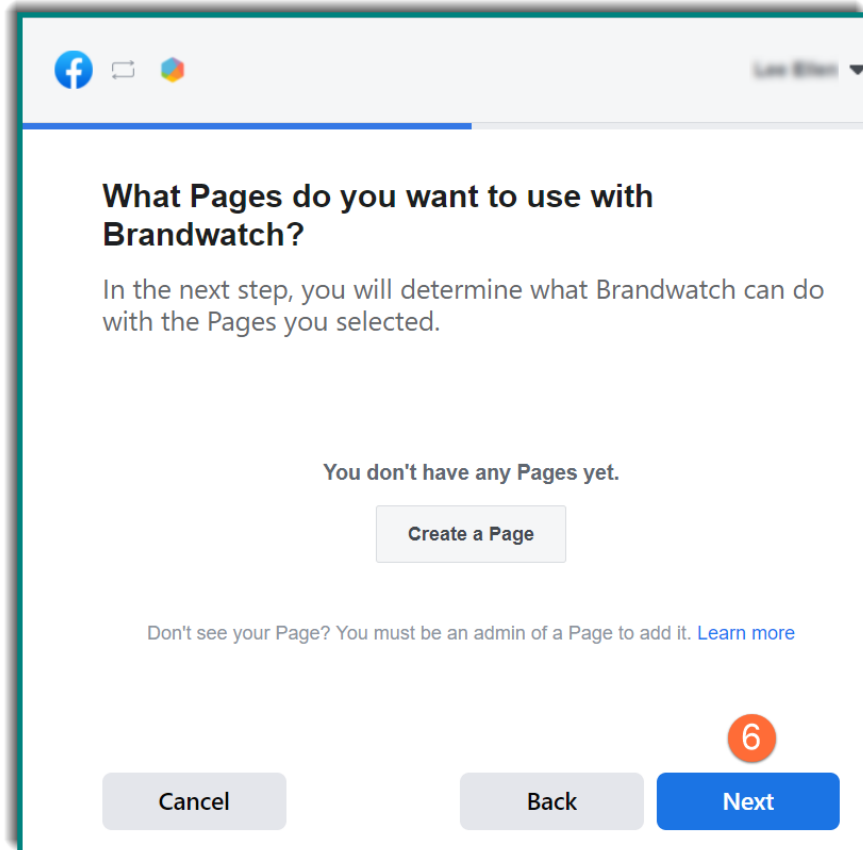 What Pages do you want to use with
Brandwatch?
In the next step, you will determine what Brandwatch can do
with the Pages you selected.
You don't have any Pages yet.
Create a Page
Don't see your Page? You must be an admin of a Page to add it. Learn more
6
Cancel Back Next